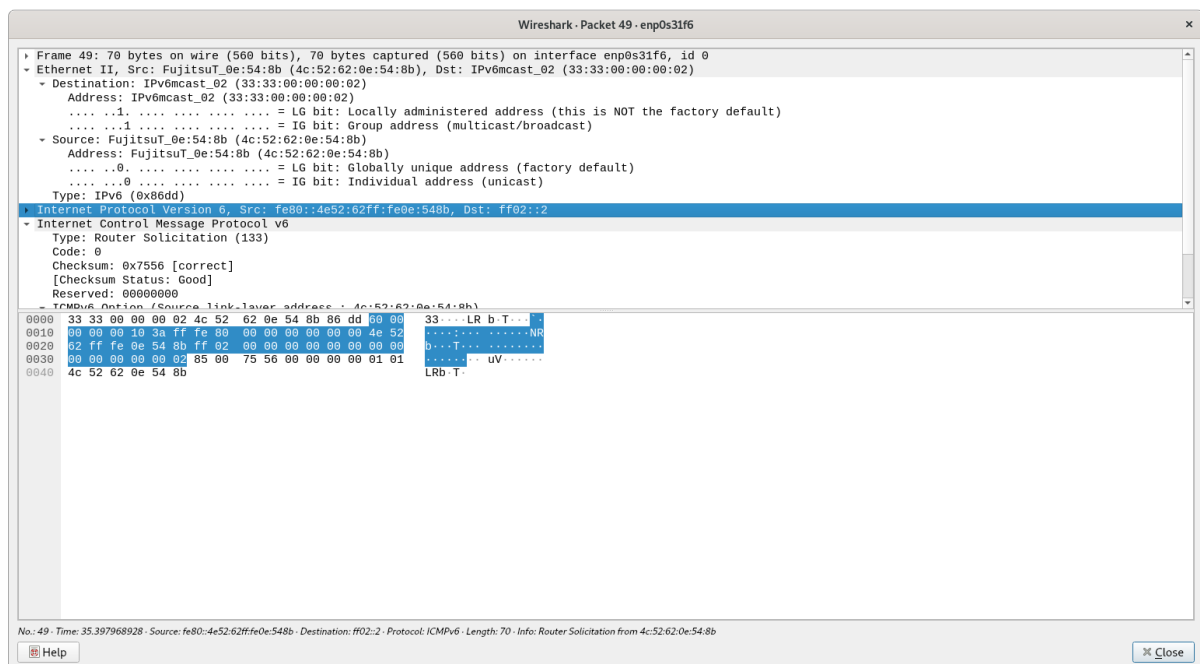 Wireshark · Packet 49 · enp0s31f6
Frame 49: 70 bytes on wire (560 bits), 70 bytes captured (560 bits) on interface enp0s31f6, id 0
Ethernet II, Src: FujitsuT_0e:54:8b (4c:52:62:0e:54:8b), Dst: IPv6mcast_02 (33:33:00:00:00:02)
Destination: IPv6mcast_02 (33:33:00:00:00:02)
Address: IPv6mcast_02 (33:33:00:00:00:02)
.... ..1. .... .... .... .... = LG bit: Locally administered address (this is NOT the factory default)
.... ...1 .... .... .... .... = IG bit: Group address (multicast/broadcast)
Source: FujitsuT_0e:54:8b (4c:52:62:0e:54:8b)
Address: FujitsuT_0e:54:8b (4c:52:62:0e:54:8b)
.... ..0. .... .... .... .... = LG bit: Globally unique address (factory default)
.... ...0 .... .... .... .... = IG bit: Individual address (unicast)
Type: IPv6 (0x86dd)
Internet Protocol Version 6, Src: fe80::4e52:62ff:fe0e:548b, Dst: ff02::2
Internet Control Message Protocol v6
Type: Router Solicitation (133)
Code: 0
Checksum: 0x7556 [correct]
[Checksum Status: Good]
Reserved: 00000000
ICMPv6 Option (Source link-layer address : 4c:52:62:0e:54:8b)
0000 33 33 00 00 00 02 4c 52 62 0e 54 8b 86 dd 60 00 33····LR b·T···`·
0010 00 00 00 10 3a ff fe 80 00 00 00 00 00 00 4e 52 ····:··· ······NR
0020 62 ff fe 0e 54 8b ff 02 00 00 00 00 00 00 00 00 b···T··· ········
0030 00 00 00 00 00 02 85 00 75 56 00 00 00 00 01 01 ········ uV······
0040 4c 52 62 0e 54 8b LRb·T·
No.: 49 · Time: 35.397968928 · Source: fe80::4e52:62ff:fe0e:548b · Destination: ff02::2 · Protocol: ICMPv6 · Length: 70 · Info: Router Solicitation from 4c:52:62:0e:54:8b
Help
Close